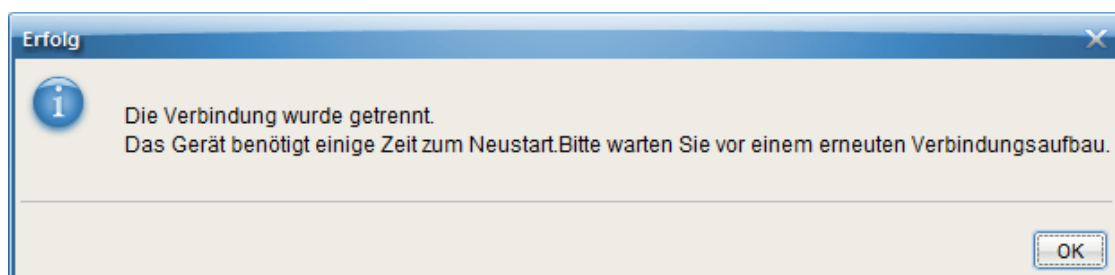 Erfolg
Die Verbindung wurde getrennt.
Das Gerät benötigt einige Zeit zum Neustart.Bitte warten Sie vor einem erneuten Verbindungsaufbau.
OK